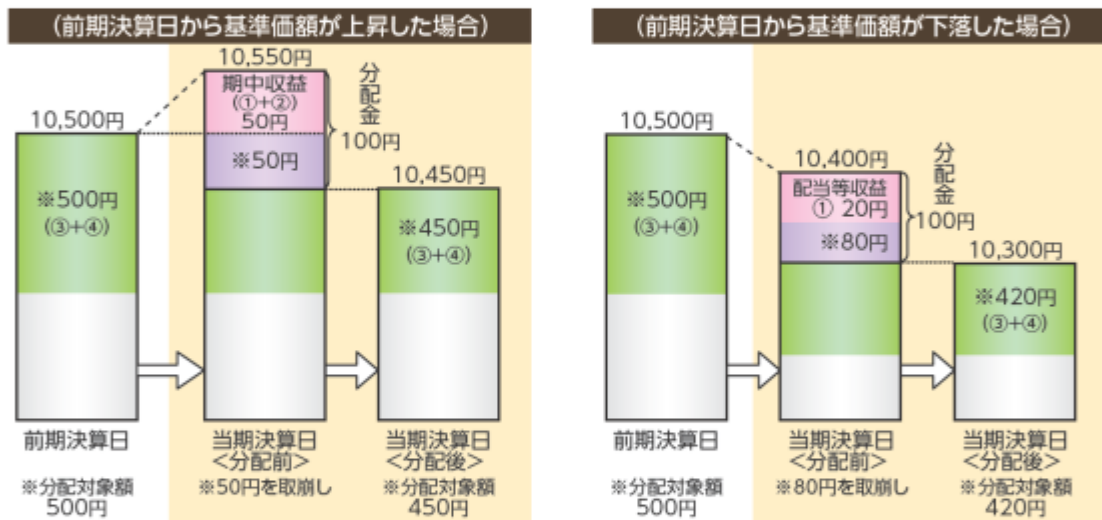 (前期決算日から基準価額が上昇した場合)
10,550円
期中収益
(①+②)
50円
分配金
100円
10,500円
※50円
10,450円
※500円
(③+④)
※450円
(③+④)
前期決算日
当期決算日
<分配前>
当期決算日
<分配後>
※分配対象額
500円
※50円を取崩し
※分配対象額
450円
(前期決算日から基準価額が下落した場合)
10,500円
10,400円
配当等収益
① 20円
分配金
100円
※80円
10,300円
※500円
(③+④)
※420円
(③+④)
前期決算日
当期決算日
<分配前>
当期決算日
<分配後>
※分配対象額
500円
※80円を取崩し
※分配対象額
420円